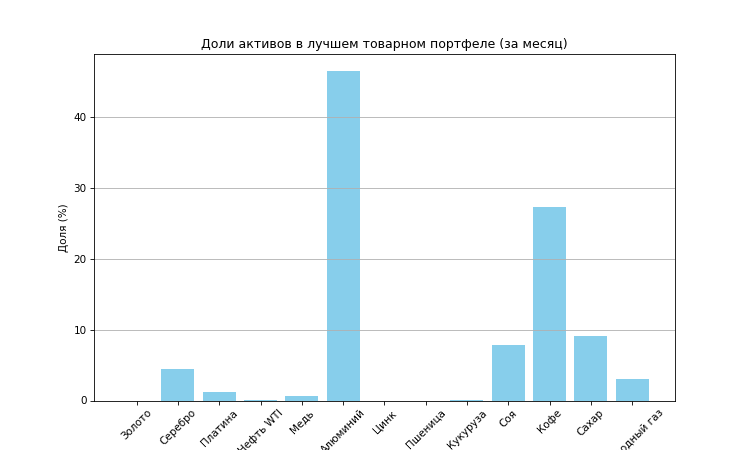 Доли активов в лучшем товарном портфеле (за месяц)
Доля (%)
40
30
20
10
0
Золото
Серебро
Платина
Нефть WTI
Медь
Алюминий
Цинк
Пшеница
Кукуруза
Соя
Кофе
Сахар
одный газ